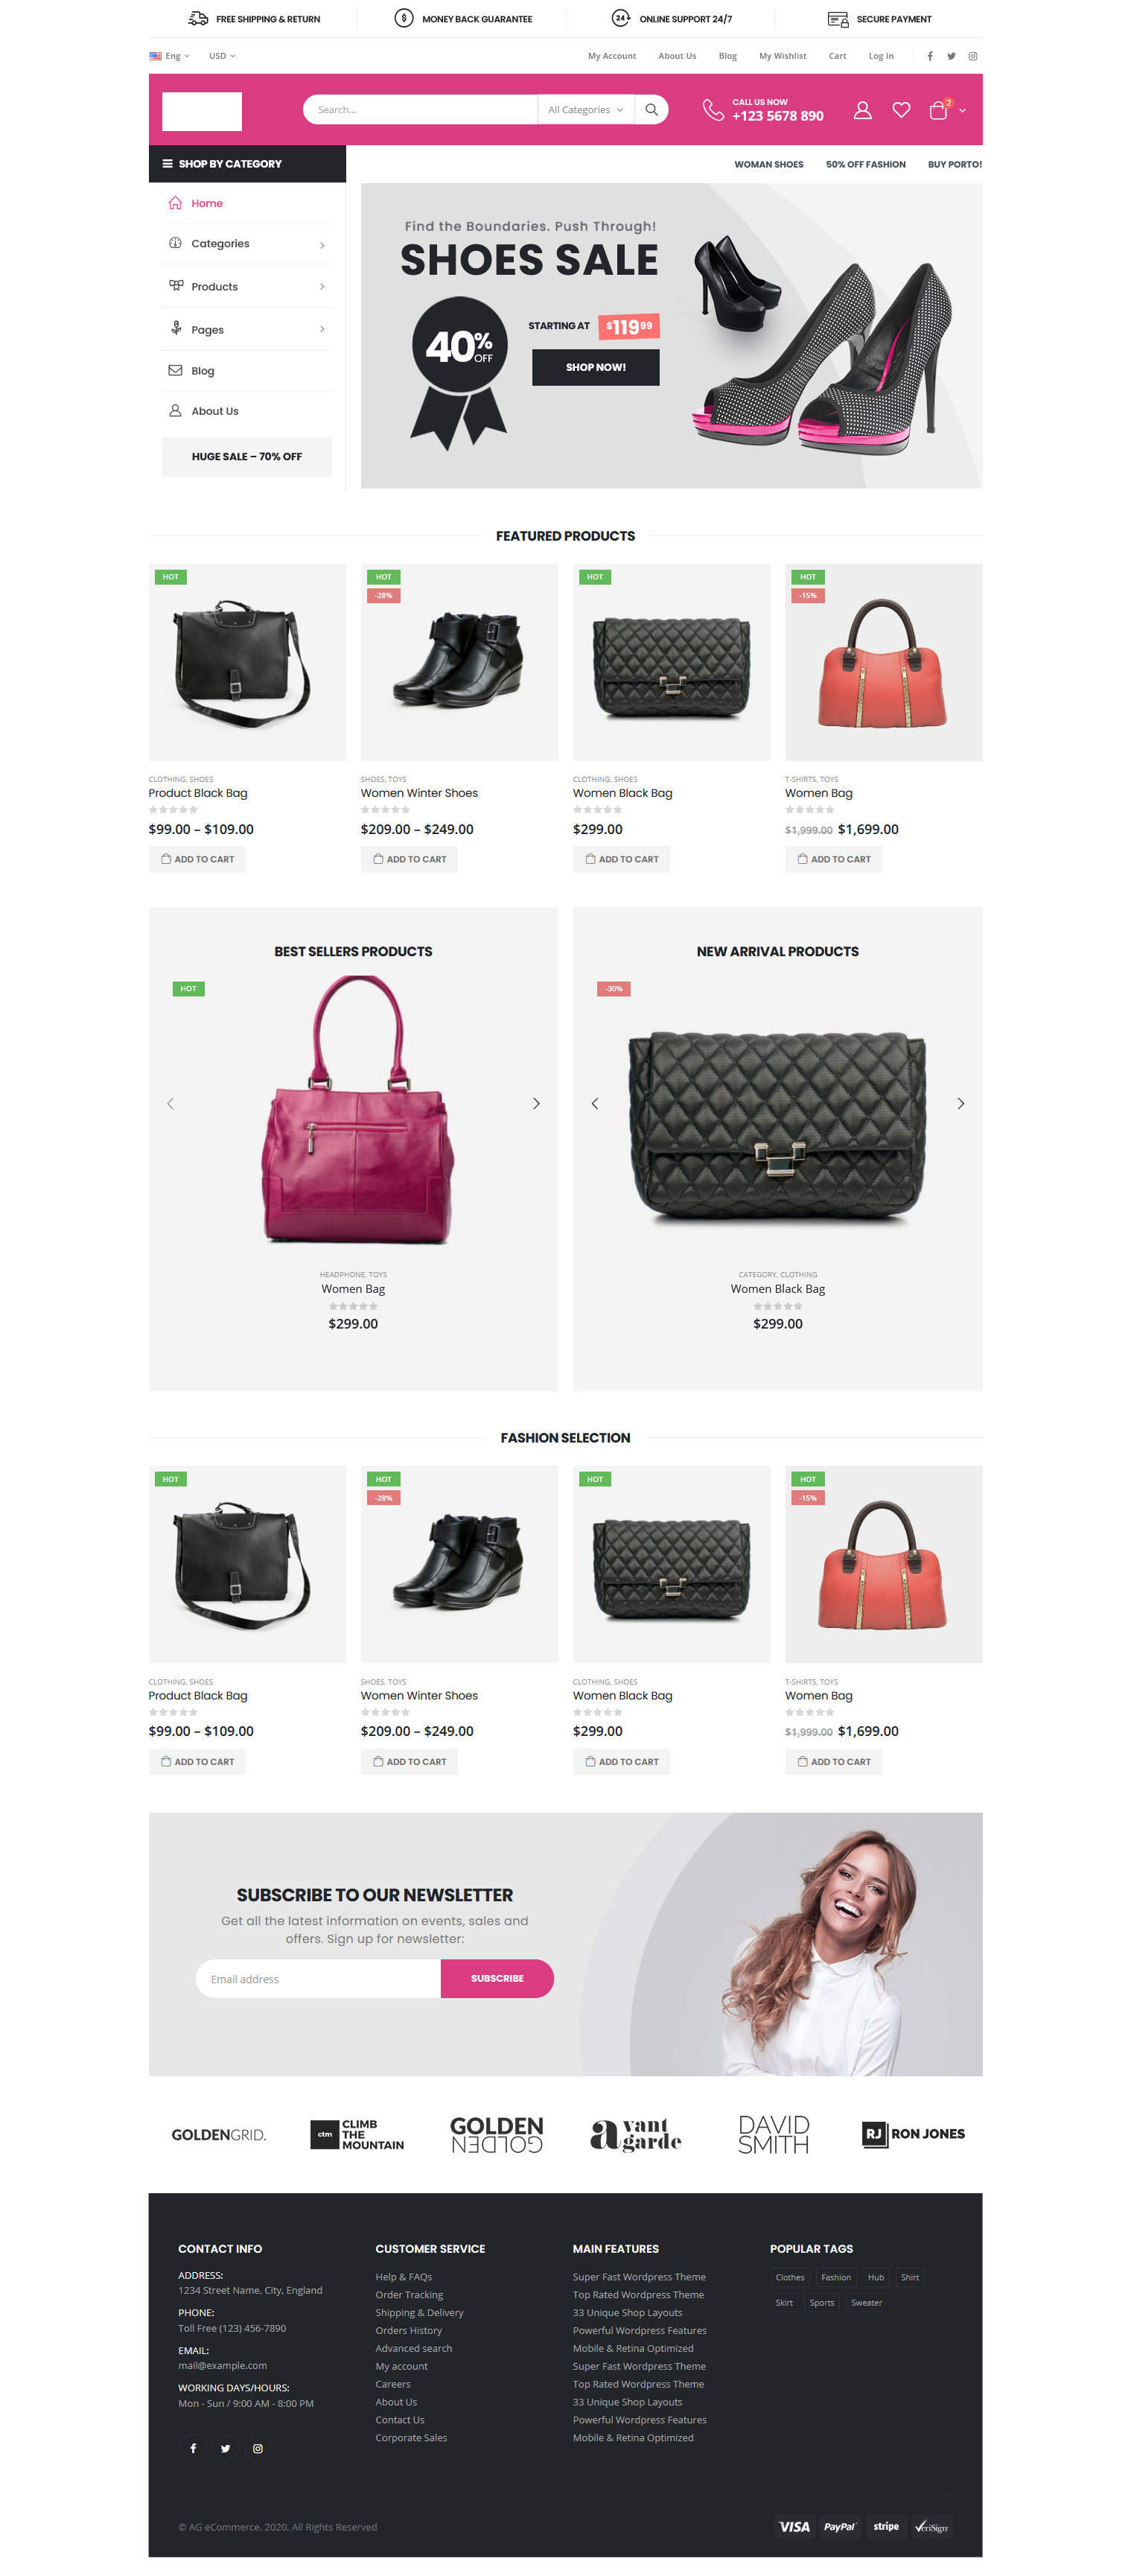 FREE SHIPPING & RETURN
MONEY BACK GUARANTEE
24
ONLINE SUPPORT 24/7
SECURE PAYMENT
Eng
USD
My Account
About Us
Blog
My Wishlist
Cart
Log In
Search...
All Categories
CALL US NOW
+123 5678 890
2
SHOP BY CATEGORY
WOMAN SHOES
50% OFF FASHION
BUY PORTO!
Home
Categories
Products
Pages
Blog
About Us
HUGE SALE – 70% OFF
Find the Boundaries. Push Through!
SHOES SALE
40% OFF
STARTING AT $11999
SHOP NOW!
FEATURED PRODUCTS
HOT
CLOTHING, SHOES
Product Black Bag
$99.00 – $109.00
ADD TO CART
HOT
-28%
SHOES, TOYS
Women Winter Shoes
$209.00 – $249.00
ADD TO CART
HOT
CLOTHING, SHOES
Women Black Bag
$299.00
ADD TO CART
HOT
-15%
T-SHIRTS, TOYS
Women Bag
$1,999.00 $1,699.00
ADD TO CART
BEST SELLERS PRODUCTS
HOT
HEADPHONE, TOYS
Women Bag
$299.00
NEW ARRIVAL PRODUCTS
-30%
CATEGORY, CLOTHING
Women Black Bag
$299.00
FASHION SELECTION
HOT
CLOTHING, SHOES
Product Black Bag
$99.00 – $109.00
ADD TO CART
HOT
-28%
SHOES, TOYS
Women Winter Shoes
$209.00 – $249.00
ADD TO CART
HOT
CLOTHING, SHOES
Women Black Bag
$299.00
ADD TO CART
HOT
-15%
T-SHIRTS, TOYS
Women Bag
$1,999.00 $1,699.00
ADD TO CART
SUBSCRIBE TO OUR NEWSLETTER
Get all the latest information on events, sales and
offers. Sign up for newsletter:
Email address
SUBSCRIBE
GOLDENGRID.
ctm
CLIMB
THE
MOUNTAIN
GOLDEN
GOLDEN
avant
garde
DAVID
SMITH
RJ RON JONES
CONTACT INFO
ADDRESS:
1234 Street Name, City, England
PHONE:
Toll Free (123) 456-7890
EMAIL:
mail@example.com
WORKING DAYS/HOURS:
Mon - Sun / 9:00 AM - 8:00 PM
CUSTOMER SERVICE
Help & FAQs
Order Tracking
Shipping & Delivery
Orders History
Advanced search
My account
Careers
About Us
Contact Us
Corporate Sales
MAIN FEATURES
Super Fast Wordpress Theme
Top Rated Wordpress Theme
33 Unique Shop Layouts
Powerful Wordpress Features
Mobile & Retina Optimized
Super Fast Wordpress Theme
Top Rated Wordpress Theme
33 Unique Shop Layouts
Powerful Wordpress Features
Mobile & Retina Optimized
POPULAR TAGS
Clothes Fashion Hub Shirt
Skirt Sports Sweater
© AG eCommerce. 2020. All Rights Reserved
VISA PayPal stripe VeriSign